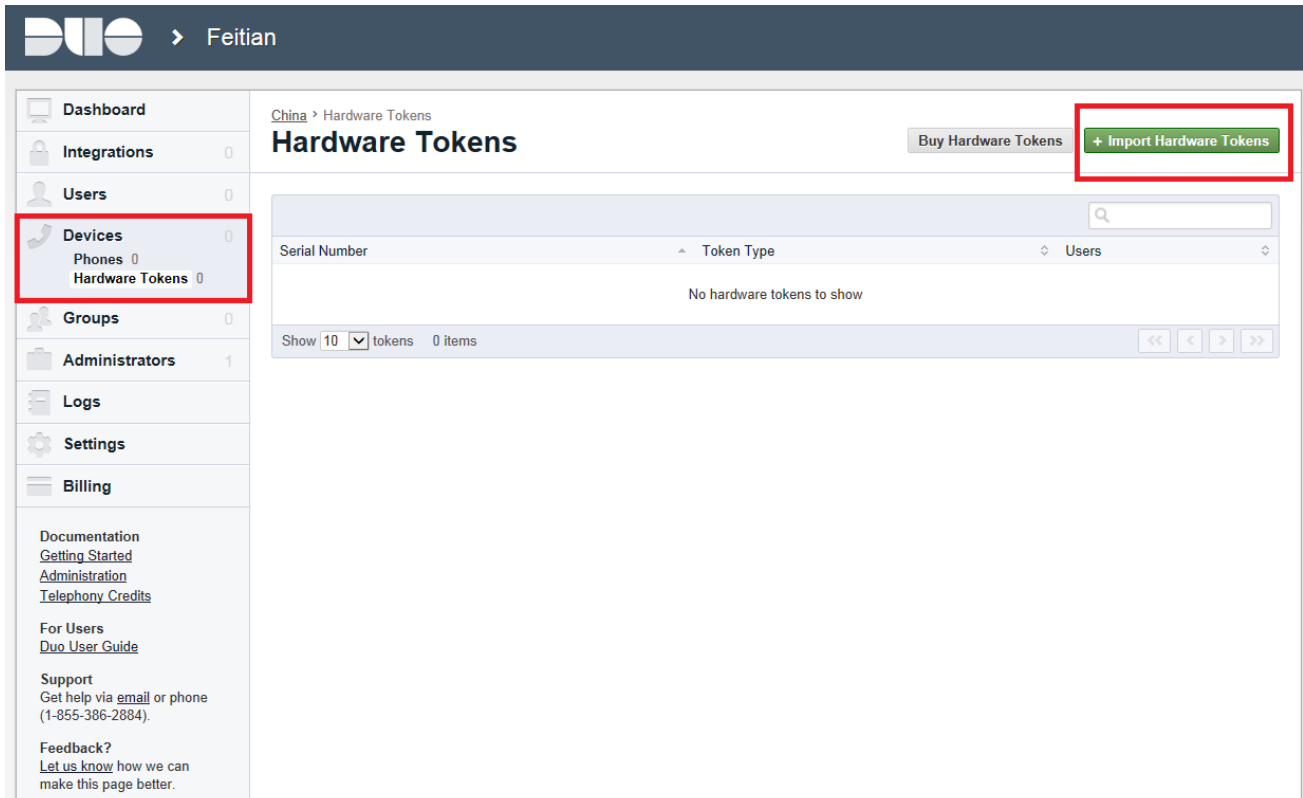 DUO > Feitian
Dashboard
Integrations 0
Users 0
Devices 0
Phones 0
Hardware Tokens 0
Groups 0
Administrators 1
Logs
Settings
Billing
Documentation
Getting Started
Administration
Telephony Credits
For Users
Duo User Guide
Support
Get help via email or phone
(1-855-386-2884).
Feedback?
Let us know how we can
make this page better.
China > Hardware Tokens
Hardware Tokens
Buy Hardware Tokens
+ Import Hardware Tokens
Serial Number Token Type Users
No hardware tokens to show
Show 10 tokens 0 items
<< < > >>